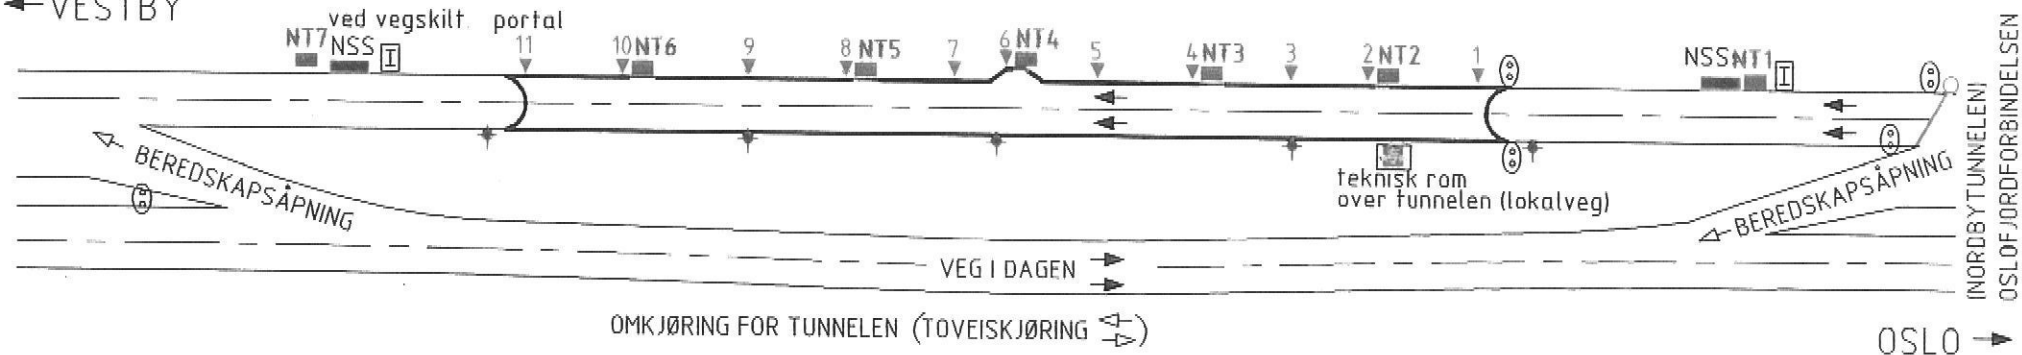 VESTBY
ved vegskilt portal
NT7 NSS I 11 10 NT6 9 8 NT5 7 6 NT4 5 4 NT3 3 2 NT2 1 NSS NT1 I
BEREDSKAPSÅPNING
teknisk rom
over tunnelen (lokalveg)
BEREDSKAPSÅPNING
VEG I DAGEN
OMKJØRING FOR TUNNELEN (TOVEISKJØRING )
(NORDBYTUNNELEN)
OSLOFJORDFORBINDELSEN
OSLO